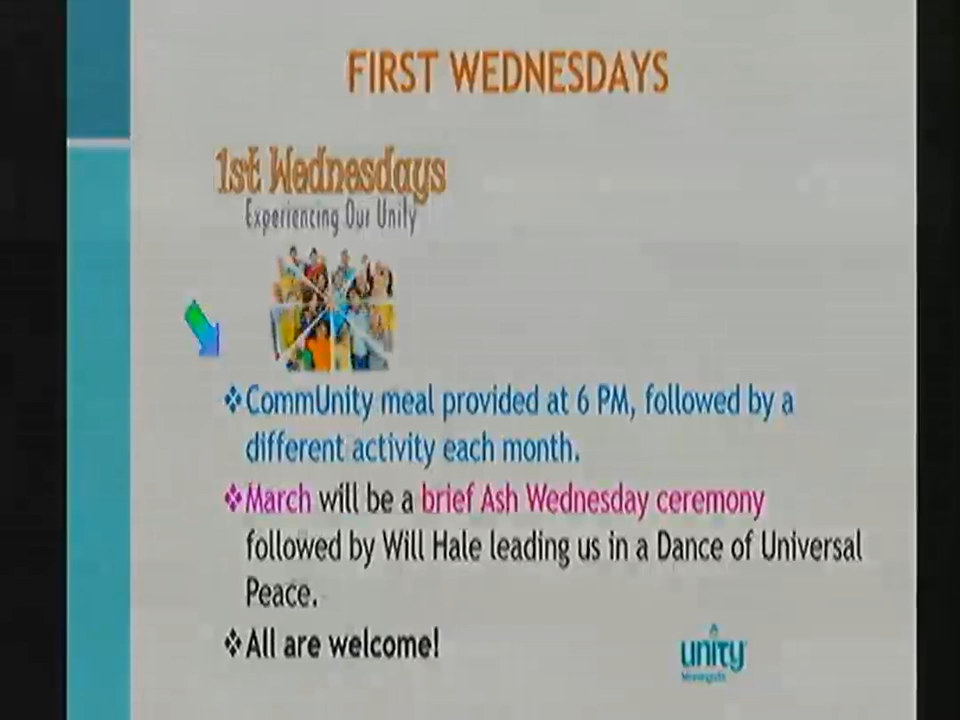 FIRST WEDNESDAYS
1st Wednesdays
Experiencing Our Unity
❖CommUnity meal provided at 6 PM, followed by a
different activity each month.
❖March will be a brief Ash Wednesday ceremony
followed by Will Hale leading us in a Dance of Universal
Peace.
❖All are welcome!
unity